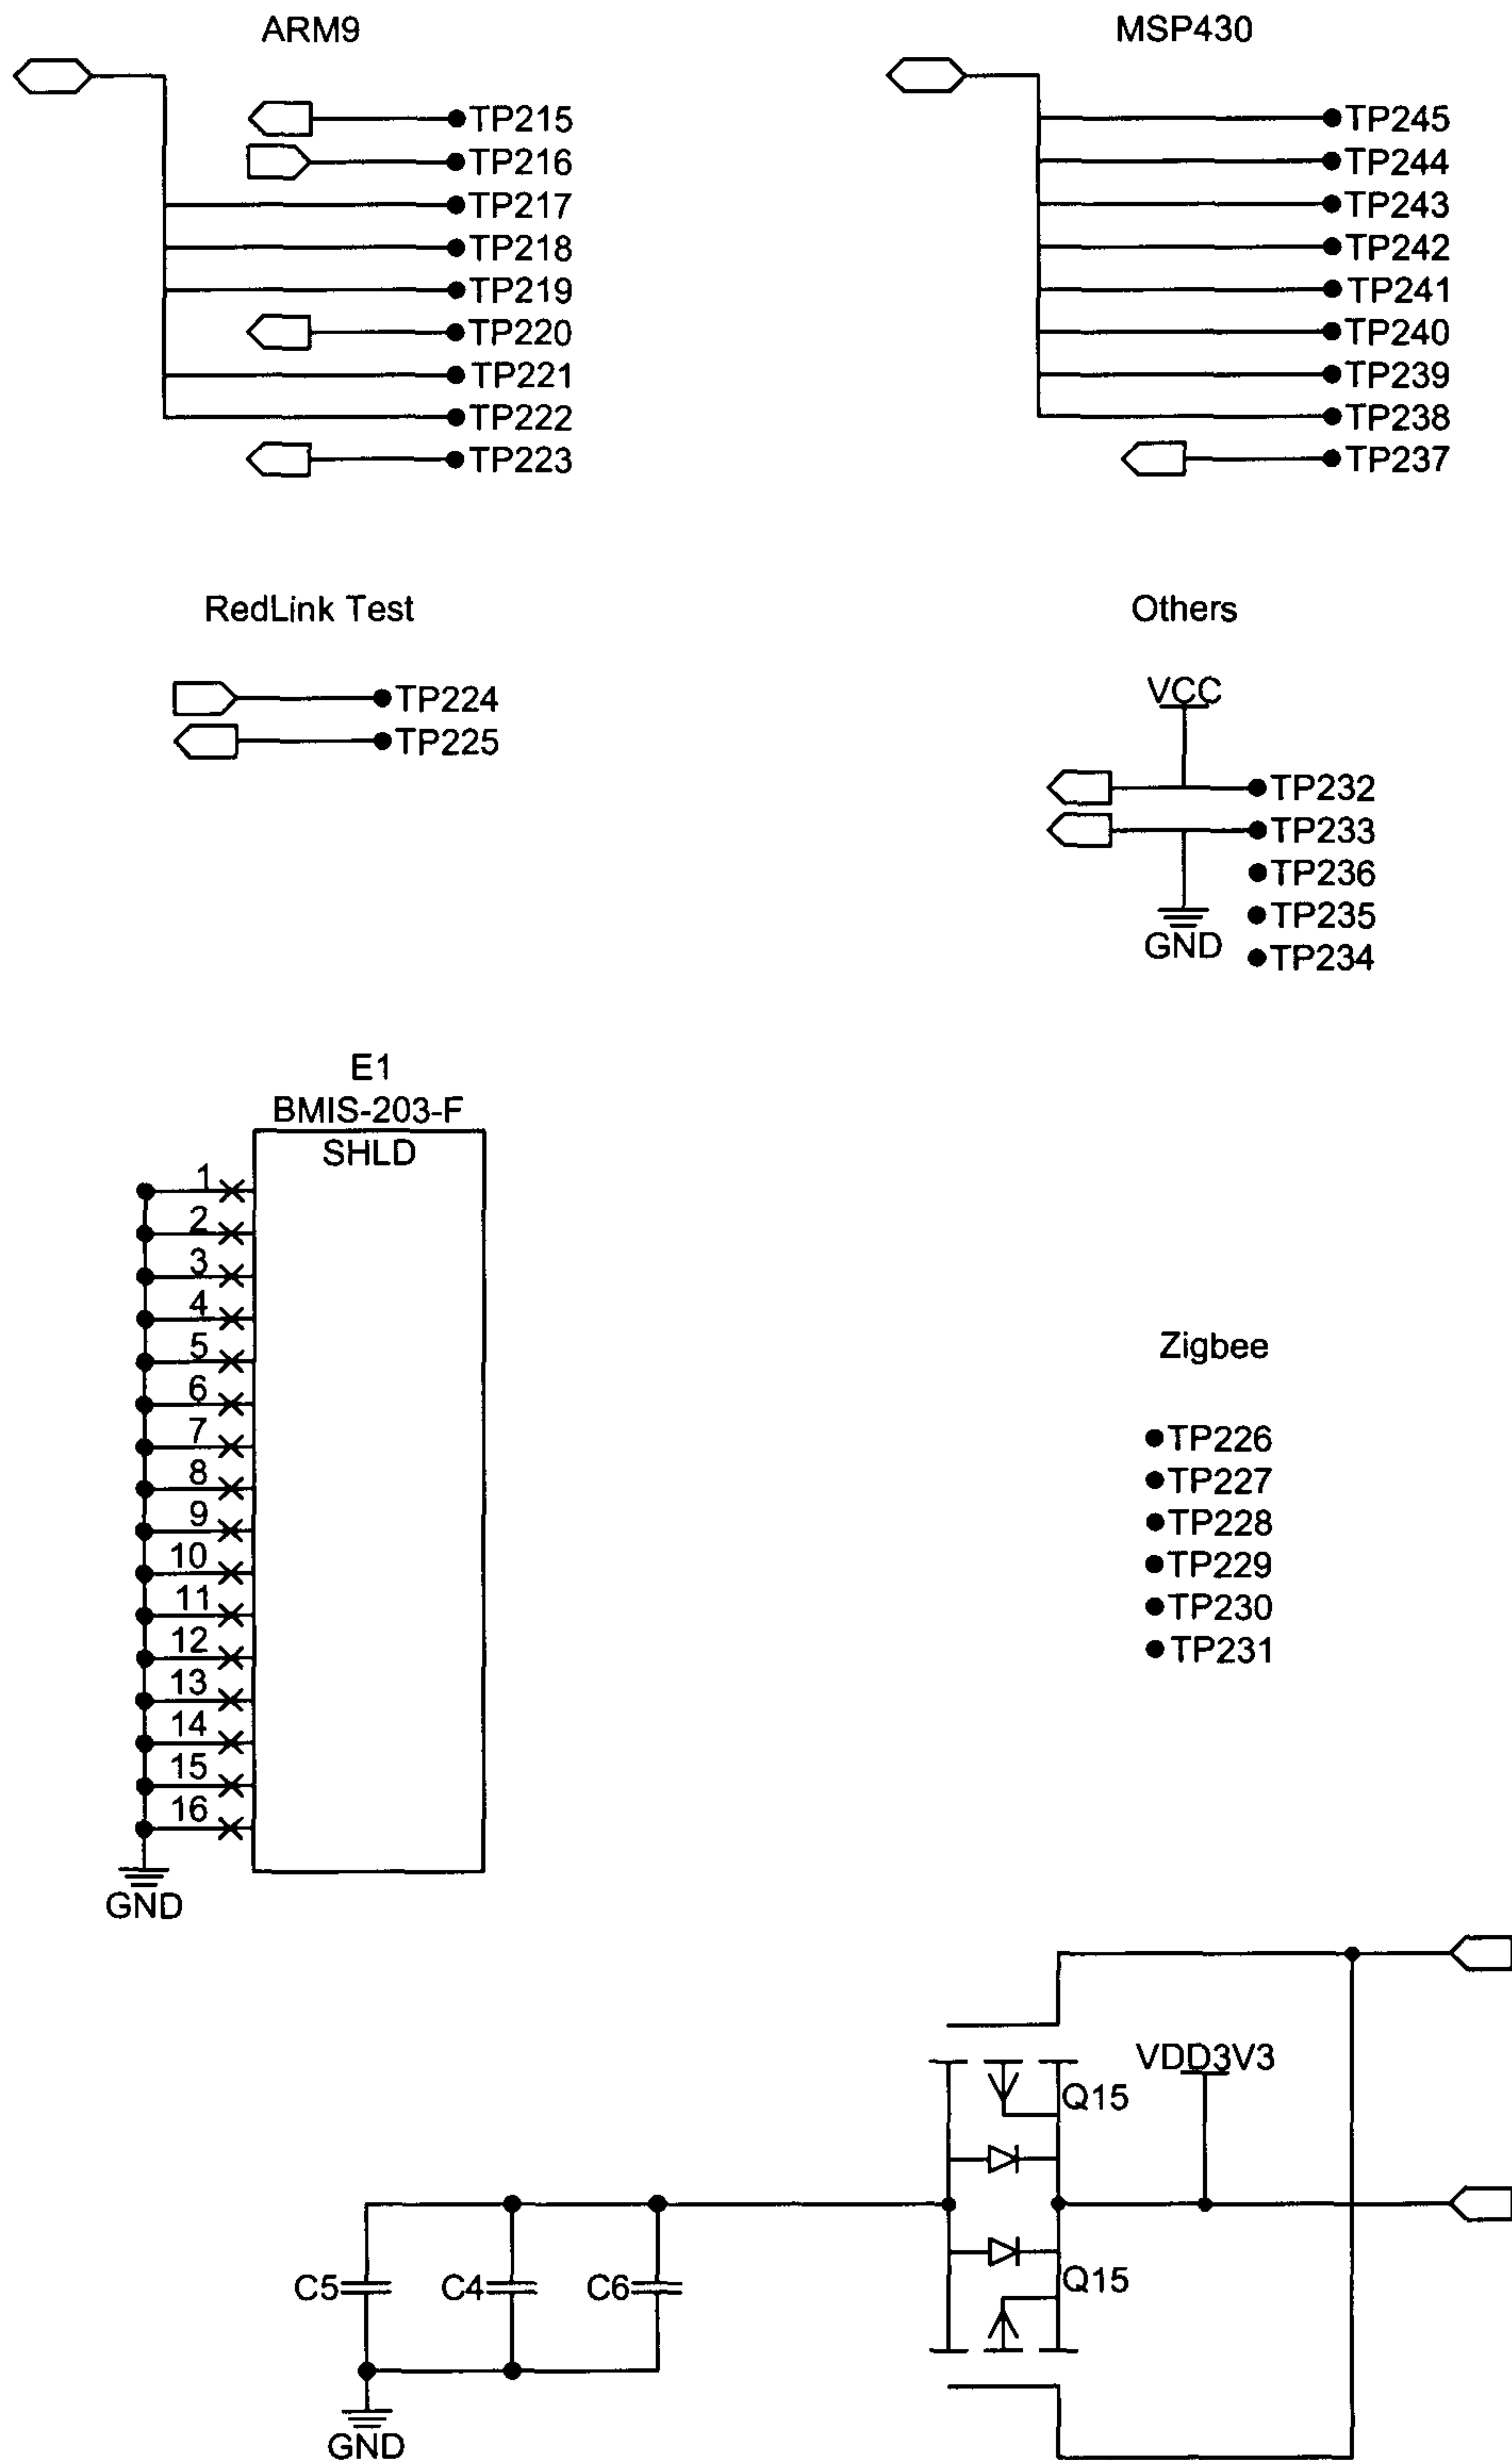 ARM9
TP215
TP216
TP217
TP218
TP219
TP220
TP221
TP222
TP223
MSP430
TP245
TP244
TP243
TP242
TP241
TP240
TP239
TP238
TP237
RedLink Test
TP224
TP225
Others
VCC
TP232
TP233
TP236
TP235
TP234
GND
E1
BMIS-203-F
SHLD
1
2
3
4
5
6
7
8
9
10
11
12
13
14
15
16
GND
Zigbee
TP226
TP227
TP228
TP229
TP230
TP231
VDD3V3
Q15
Q15
C5
C4
C6
GND